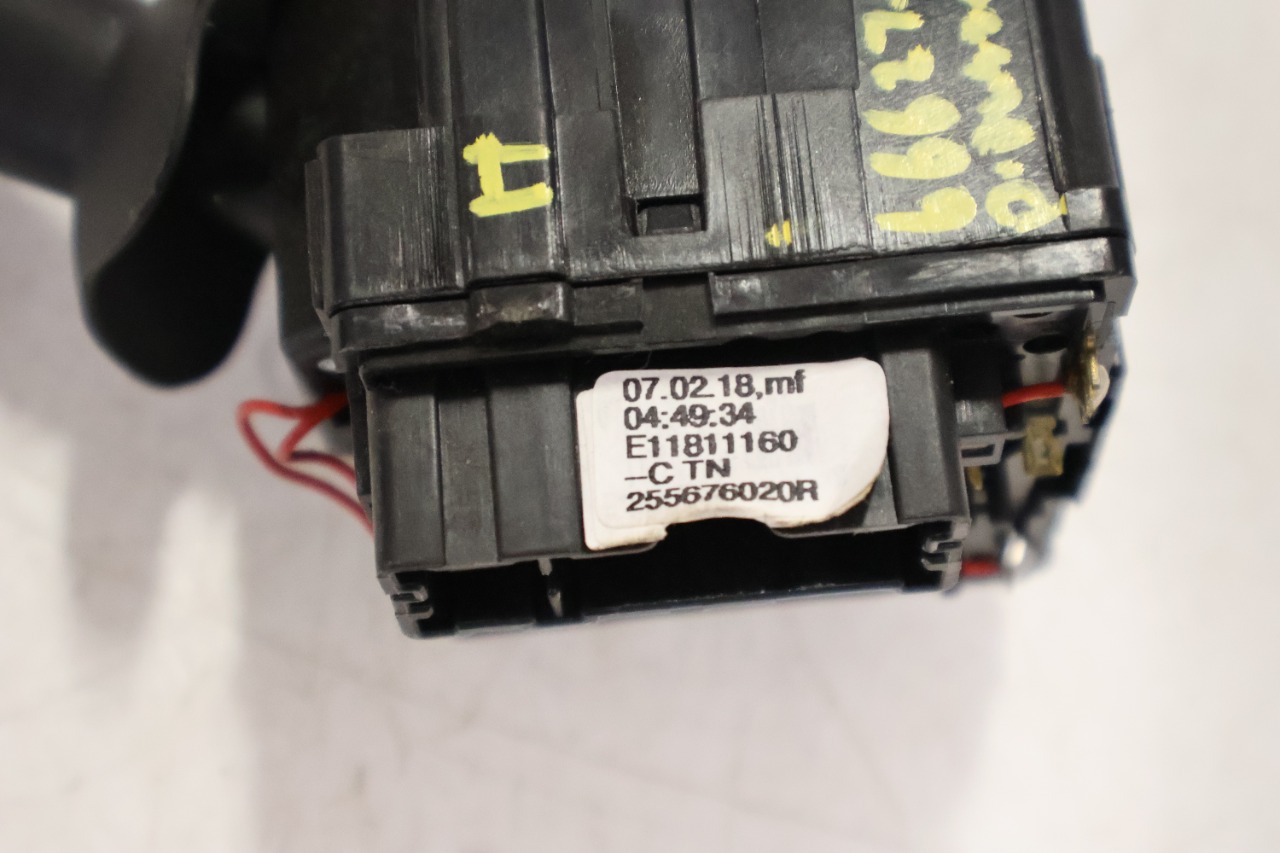 07.02.18,mf
04:49:34
E11811160
--C TN
255676020R